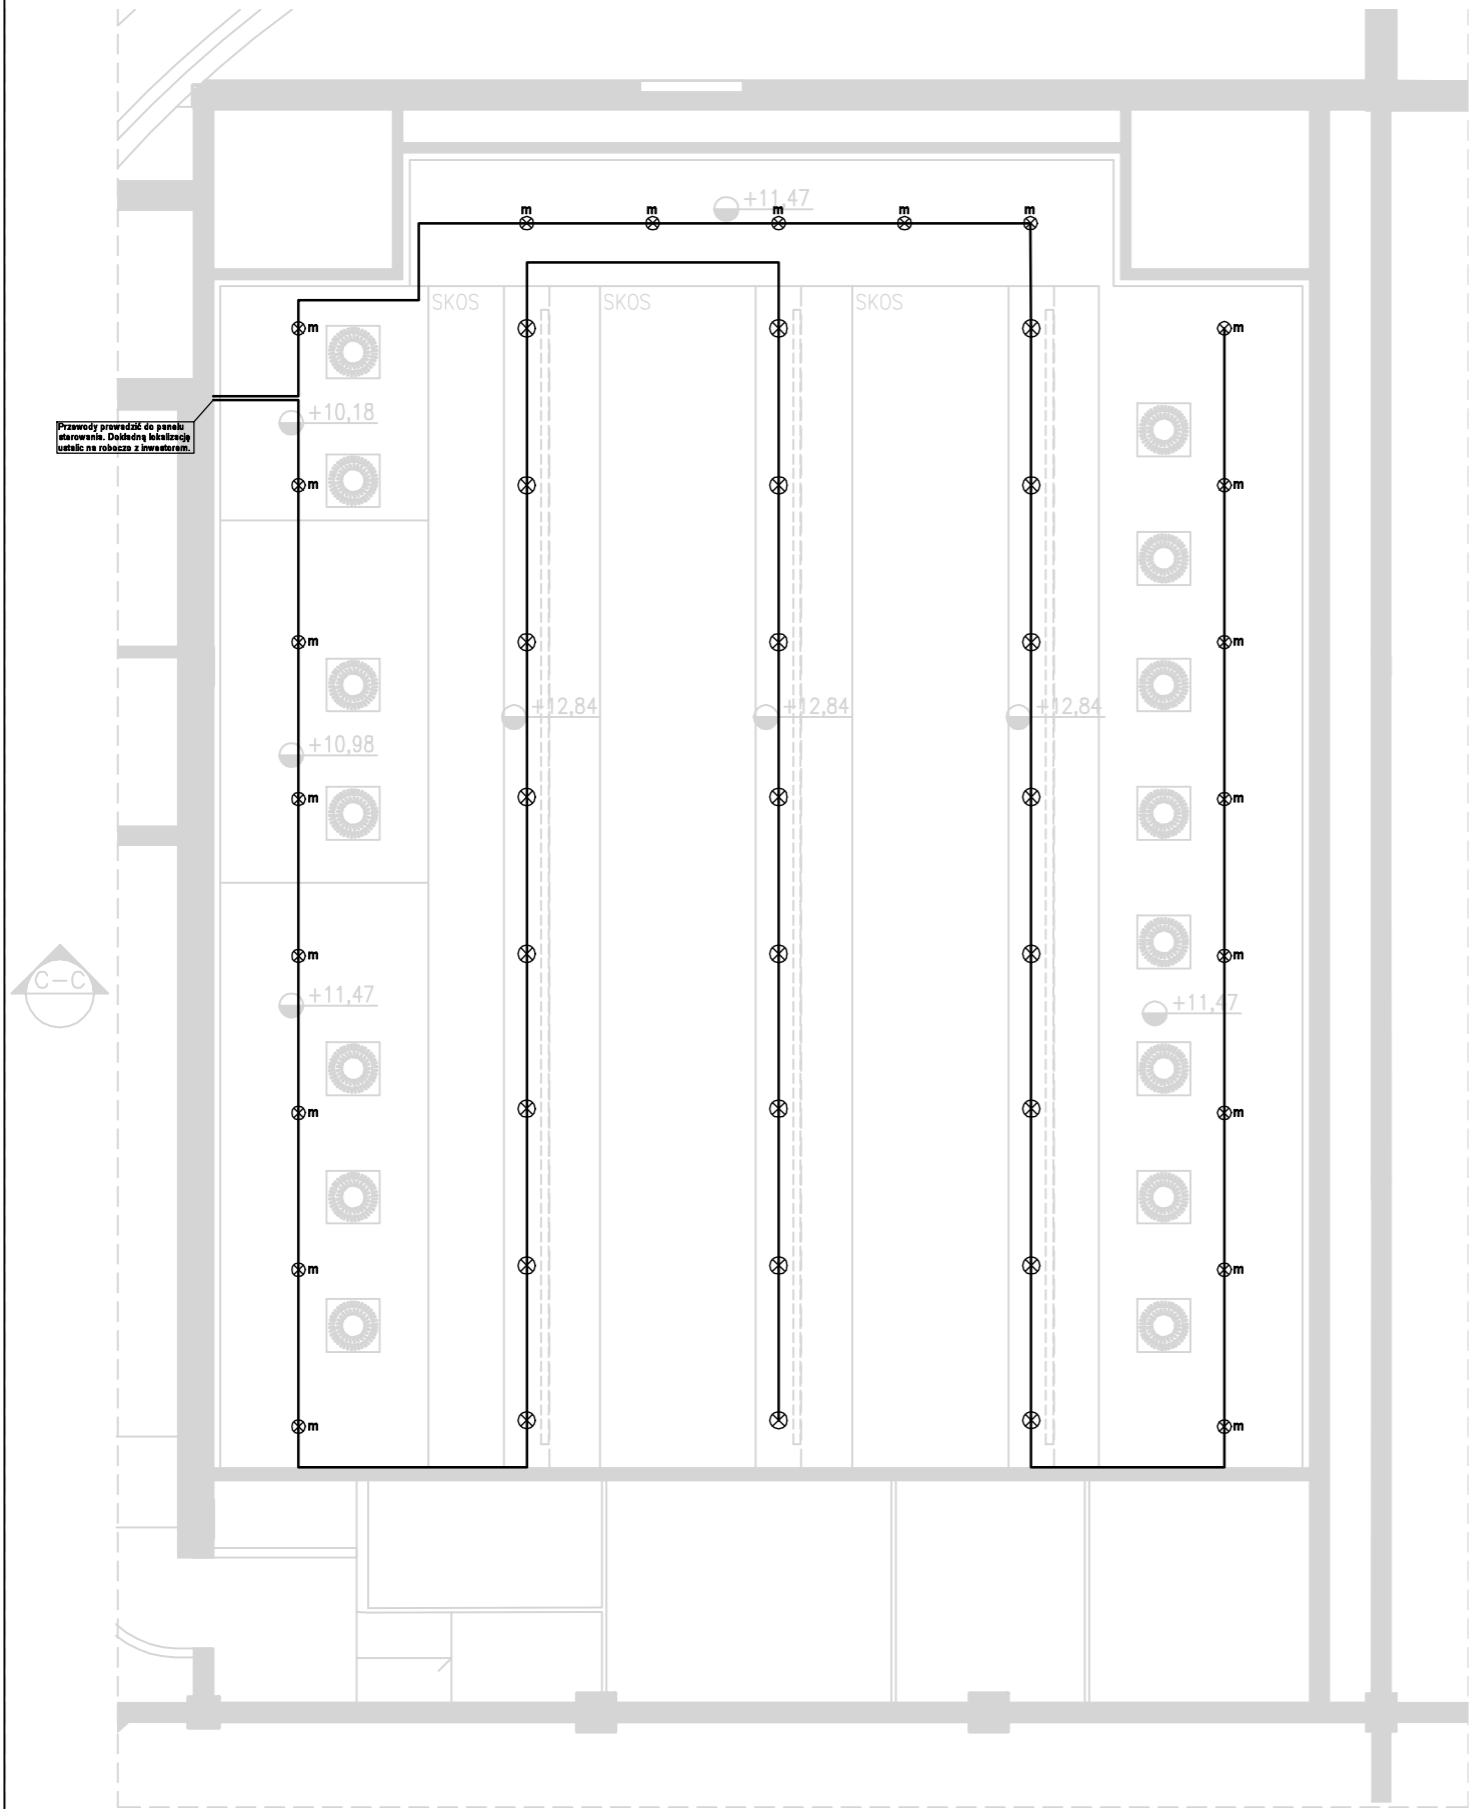 +11,47
m m m m m
SKOS SKOS SKOS
m m
+10,18
Przewody prowadzić do panelu
sterowania. Dokładną lokalizację
ustalic na roboczo z inwestorem.
m m
m m
+12,84 +12,84 +12,84
+10,98
m m
m m
C-C
+11,47 +11,47
m m
m m
m m